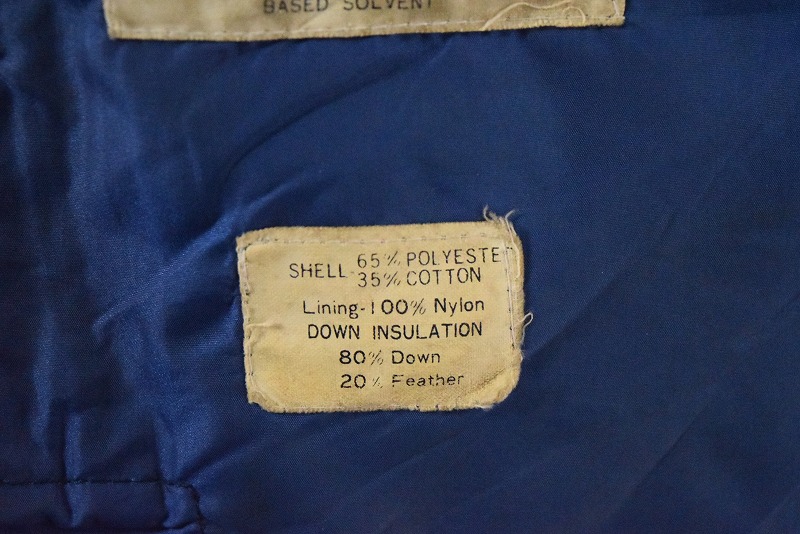 BASED SOLVENT
SHELL-65% POLYESTE
35% COTTON
Lining-100% Nylon
DOWN INSULATION
80% Down
20% Feather